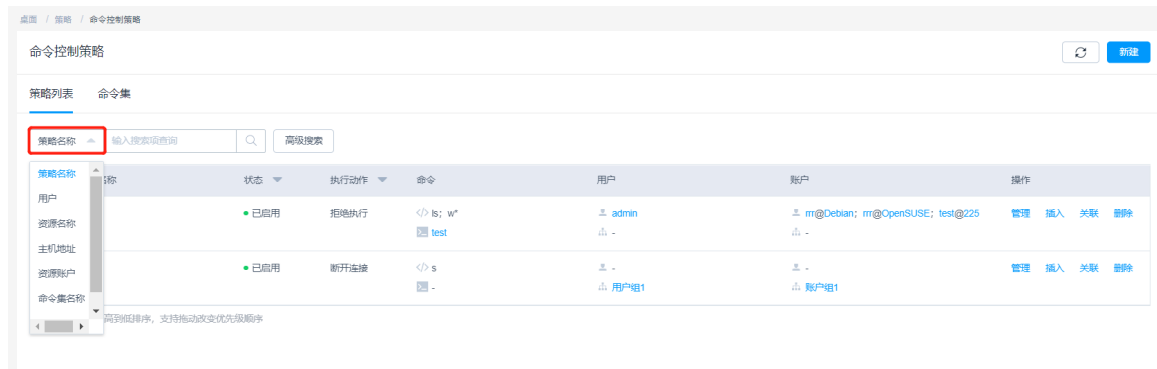 桌面 / 策略 / 命令控制策略
命令控制策略
新建
策略列表 命令集
策略名称 输入搜索项查询 高级搜索
策略名称
用户
资源名称
主机地址
资源账户
命令集名称
称 状态 执行动作 命令 用户 账户 操作
已启用 拒绝执行 </> ls; w* admin rrr@Debian; rrr@OpenSUSE; test@225 管理 插入 关联 删除
test - -
已启用 断开连接 </> s - - 管理 插入 关联 删除
- 用户组1 账户组1
高到低排序，支持拖动改变优先级顺序